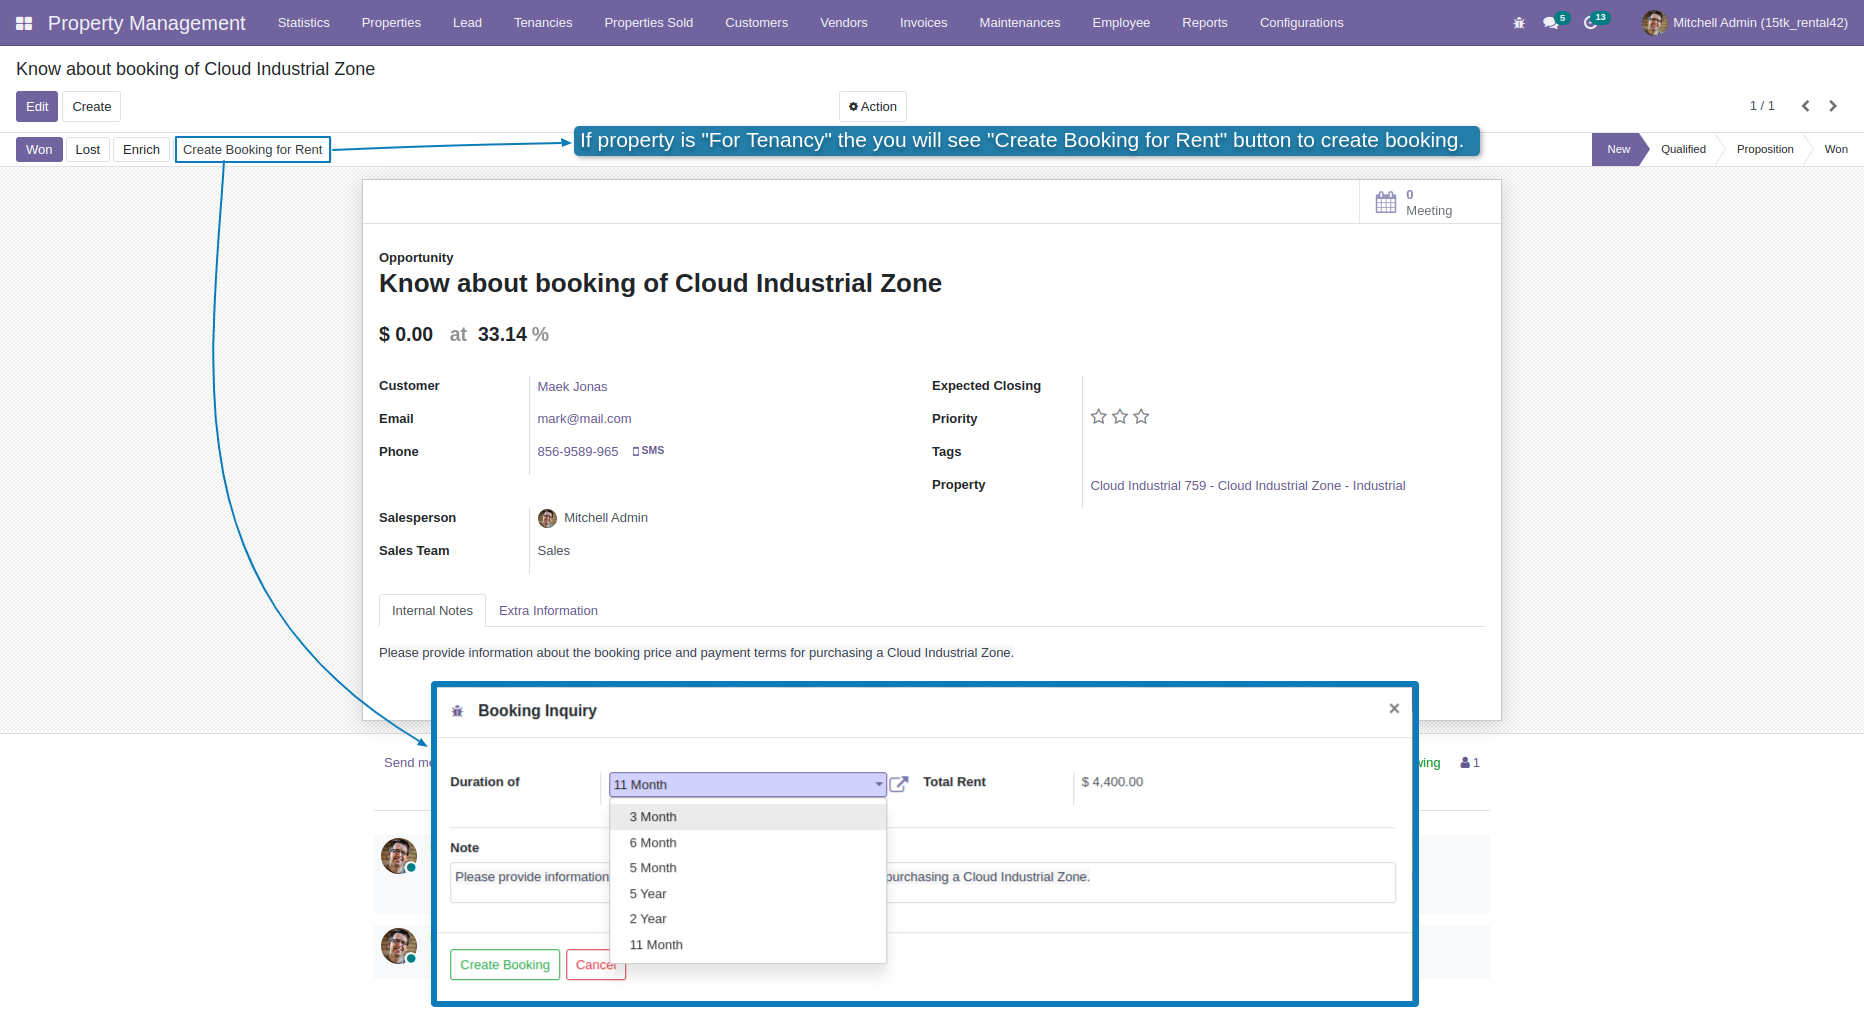 Property Management Statistics Properties Lead Tenancies Properties Sold Customers Vendors Invoices Maintenances Employee Reports Configurations 5 13 Mitchell Admin (15tk_rental42)
Know about booking of Cloud Industrial Zone
Edit Create Action 1 / 1
Won Lost Enrich Create Booking for Rent If property is "For Tenancy" the you will see "Create Booking for Rent" button to create booking. New Qualified Proposition Won
0
Meeting
Opportunity
Know about booking of Cloud Industrial Zone
$ 0.00 at 33.14 %
Customer Maek Jonas Expected Closing
Email mark@mail.com Priority
Phone 856-9589-965 SMS Tags
Property Cloud Industrial 759 - Cloud Industrial Zone - Industrial
Salesperson Mitchell Admin
Sales Team Sales
Internal Notes Extra Information
Please provide information about the booking price and payment terms for purchasing a Cloud Industrial Zone.
Booking Inquiry ×
Send me wing 1
Duration of 11 Month Total Rent $ 4,400.00
3 Month
6 Month
5 Month
5 Year
2 Year
11 Month
Note
Please provide information purchasing a Cloud Industrial Zone.
Create Booking Cancel